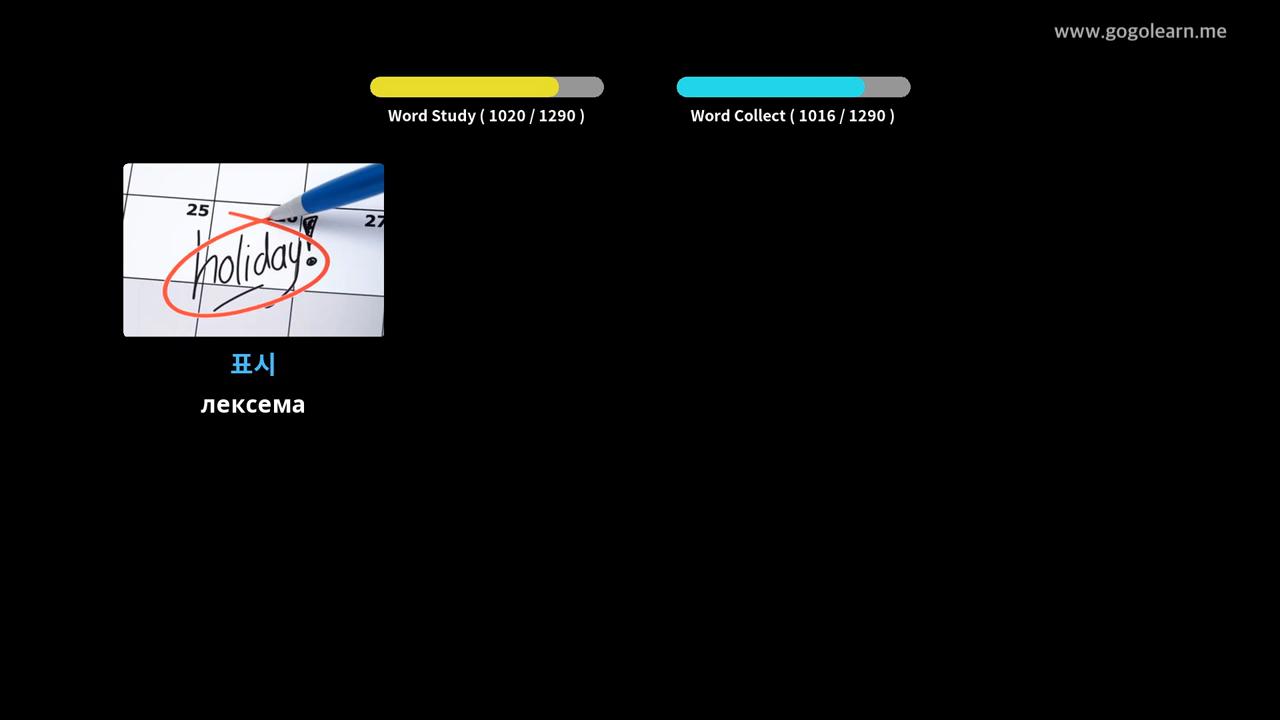 www.gogolearn.me
Word Study ( 1020 / 1290 )
Word Collect ( 1016 / 1290 )
25
27
holiday!
표시
лексема